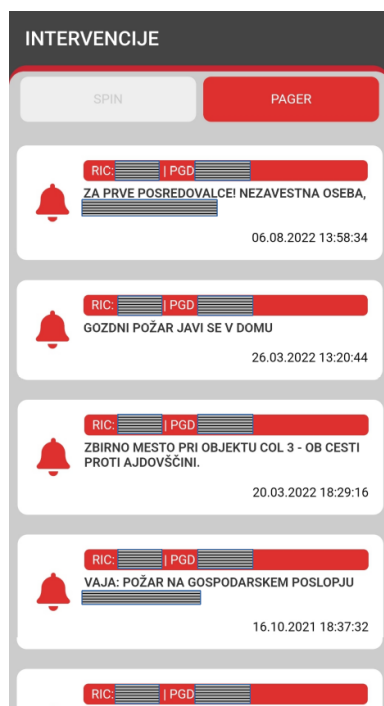 INTERVENCIJE
SPIN
PAGER
RIC: | PGD
ZA PRVE POSREDOVALCE! NEZAVESTNA OSEBA,
06.08.2022 13:58:34
RIC: | PGD
GOZDNI POŽAR JAVI SE V DOMU
26.03.2022 13:20:44
RIC: | PGD
ZBIRNO MESTO PRI OBJEKTU COL 3 - OB CESTI
PROTI AJDOVŠČINI.
20.03.2022 18:29:16
RIC: | PGD
VAJA: POŽAR NA GOSPODARSKEM POSLOPJU
16.10.2021 18:37:32
RIC: | PGD